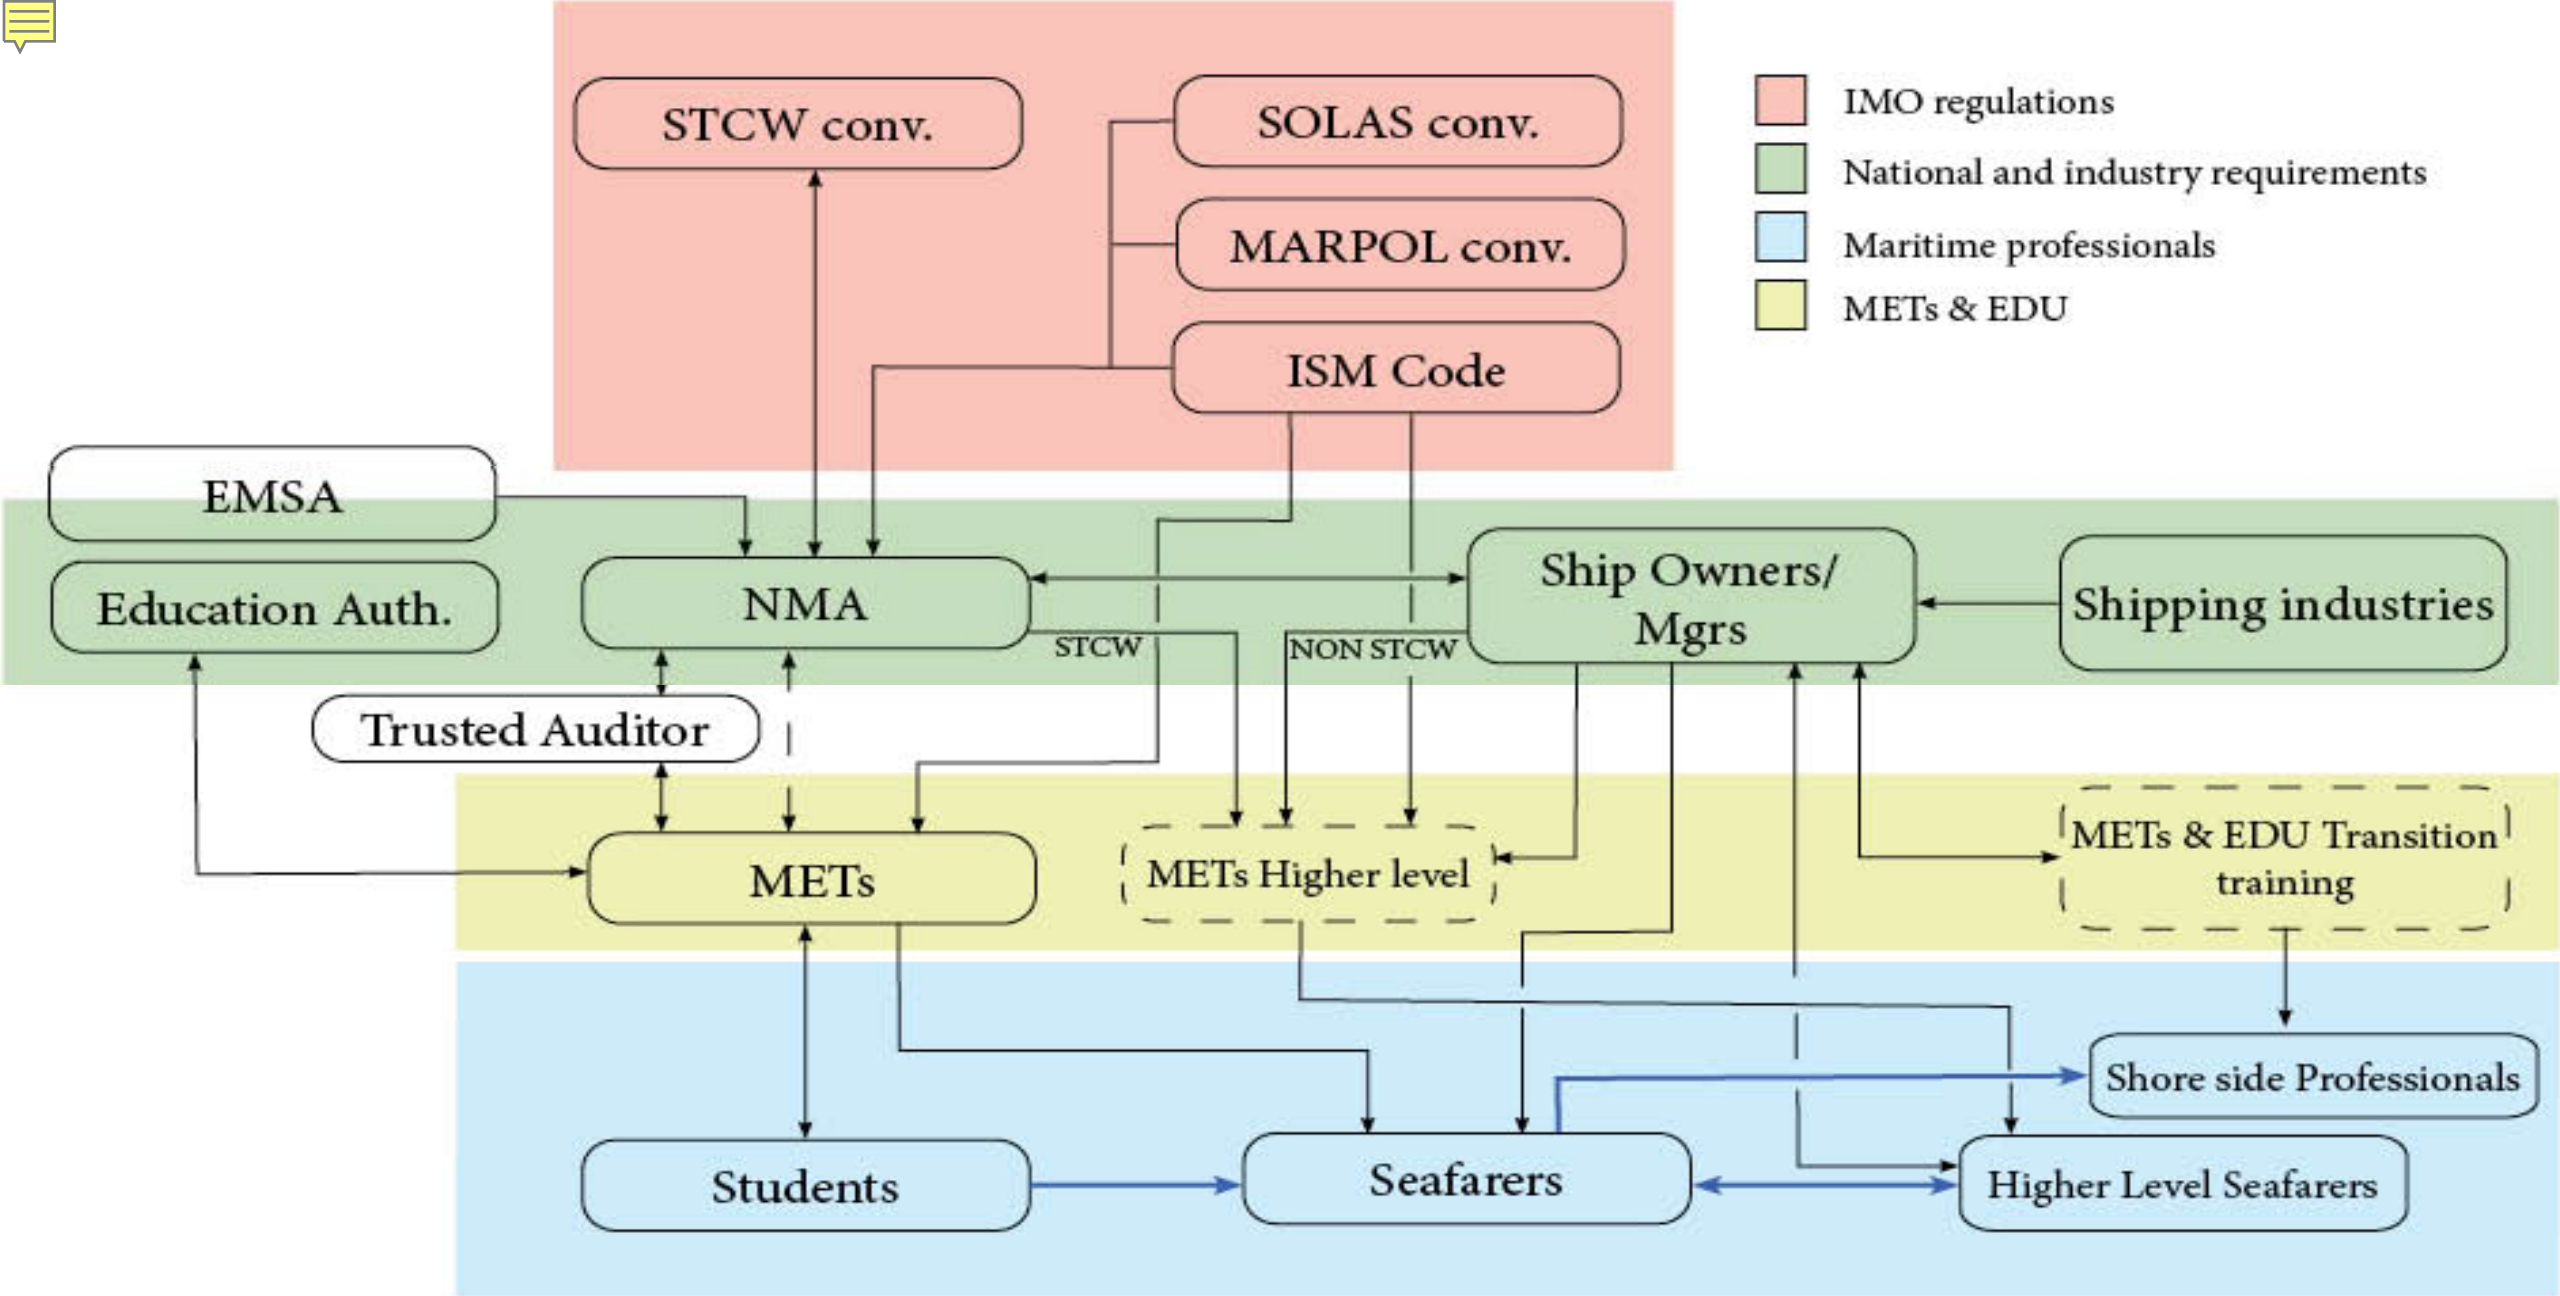 STCW conv.
SOLAS conv.
MARPOL conv.
ISM Code
IMO regulations
National and industry requirements
Maritime professionals
METs & EDU
EMSA
Education Auth.
NMA
Ship Owners/
Mgrs
Shipping industries
STCW
NON STCW
Trusted Auditor
METs
METs Higher level
METs & EDU Transition
training
Shore side Professionals
Students
Seafarers
Higher Level Seafarers